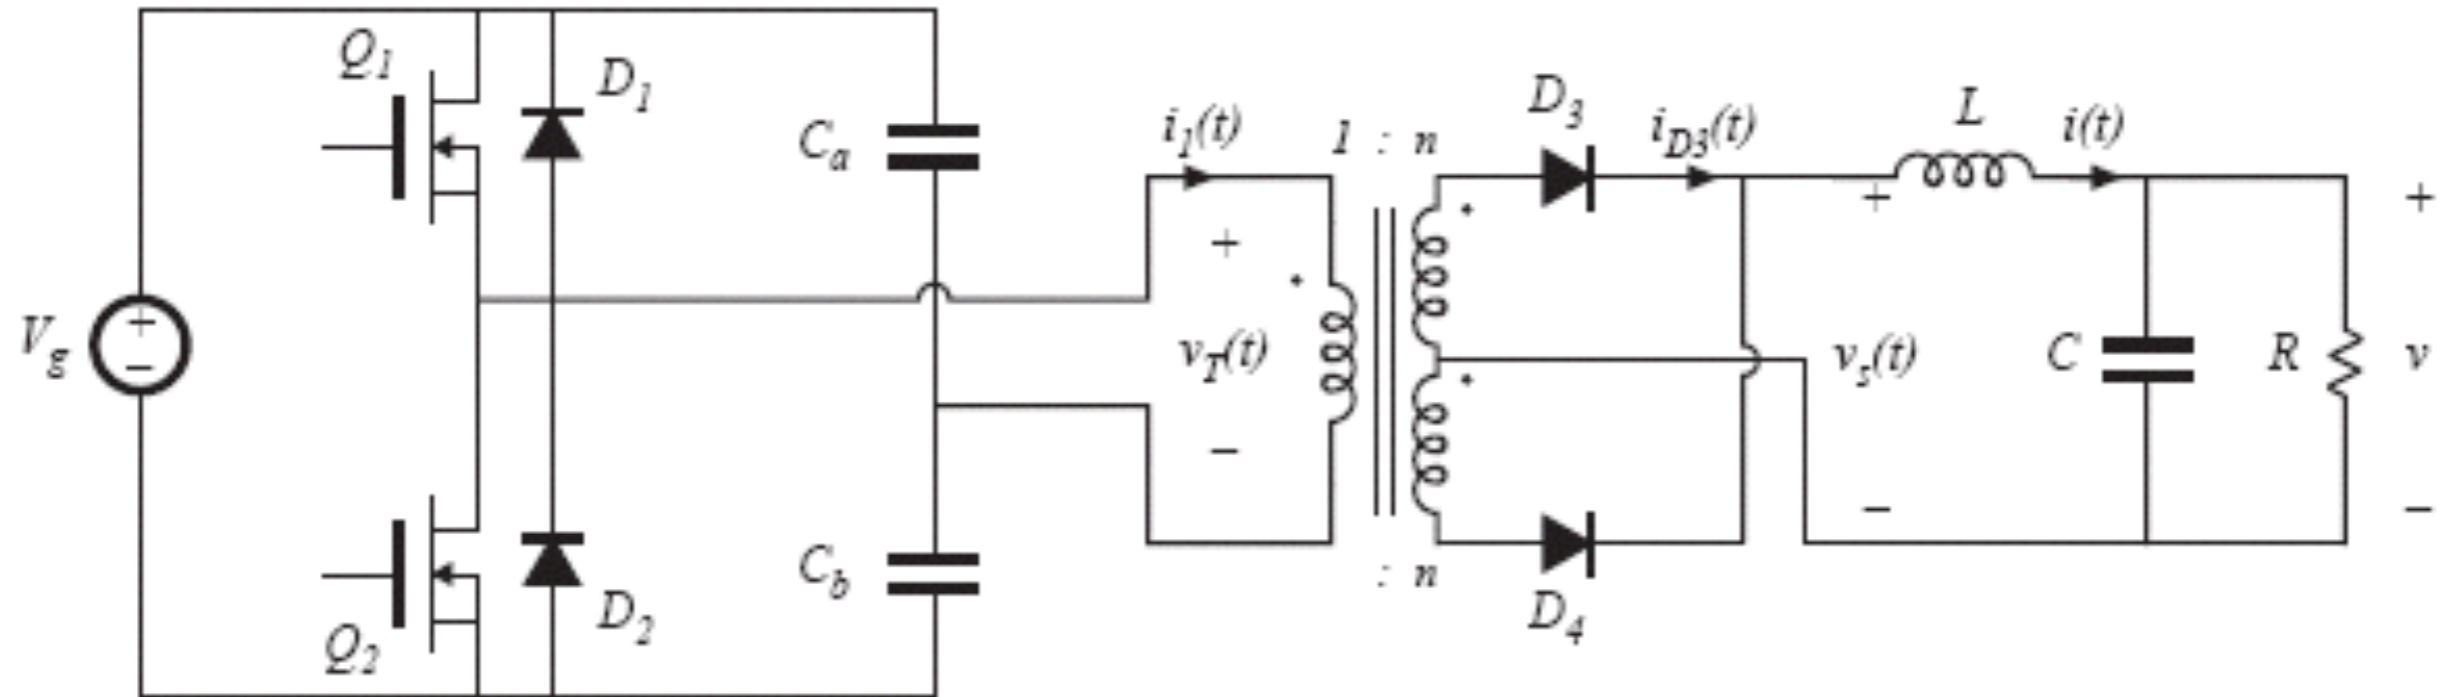 Q1
D1
Ca
i1(t)
1 : n
D3
iD3(t)
L
i(t)
+
+
+
Vg
+
−
vT(t)
vs(t)
C
R
v
−
−
−
Cb
: n
D4
Q2
D2